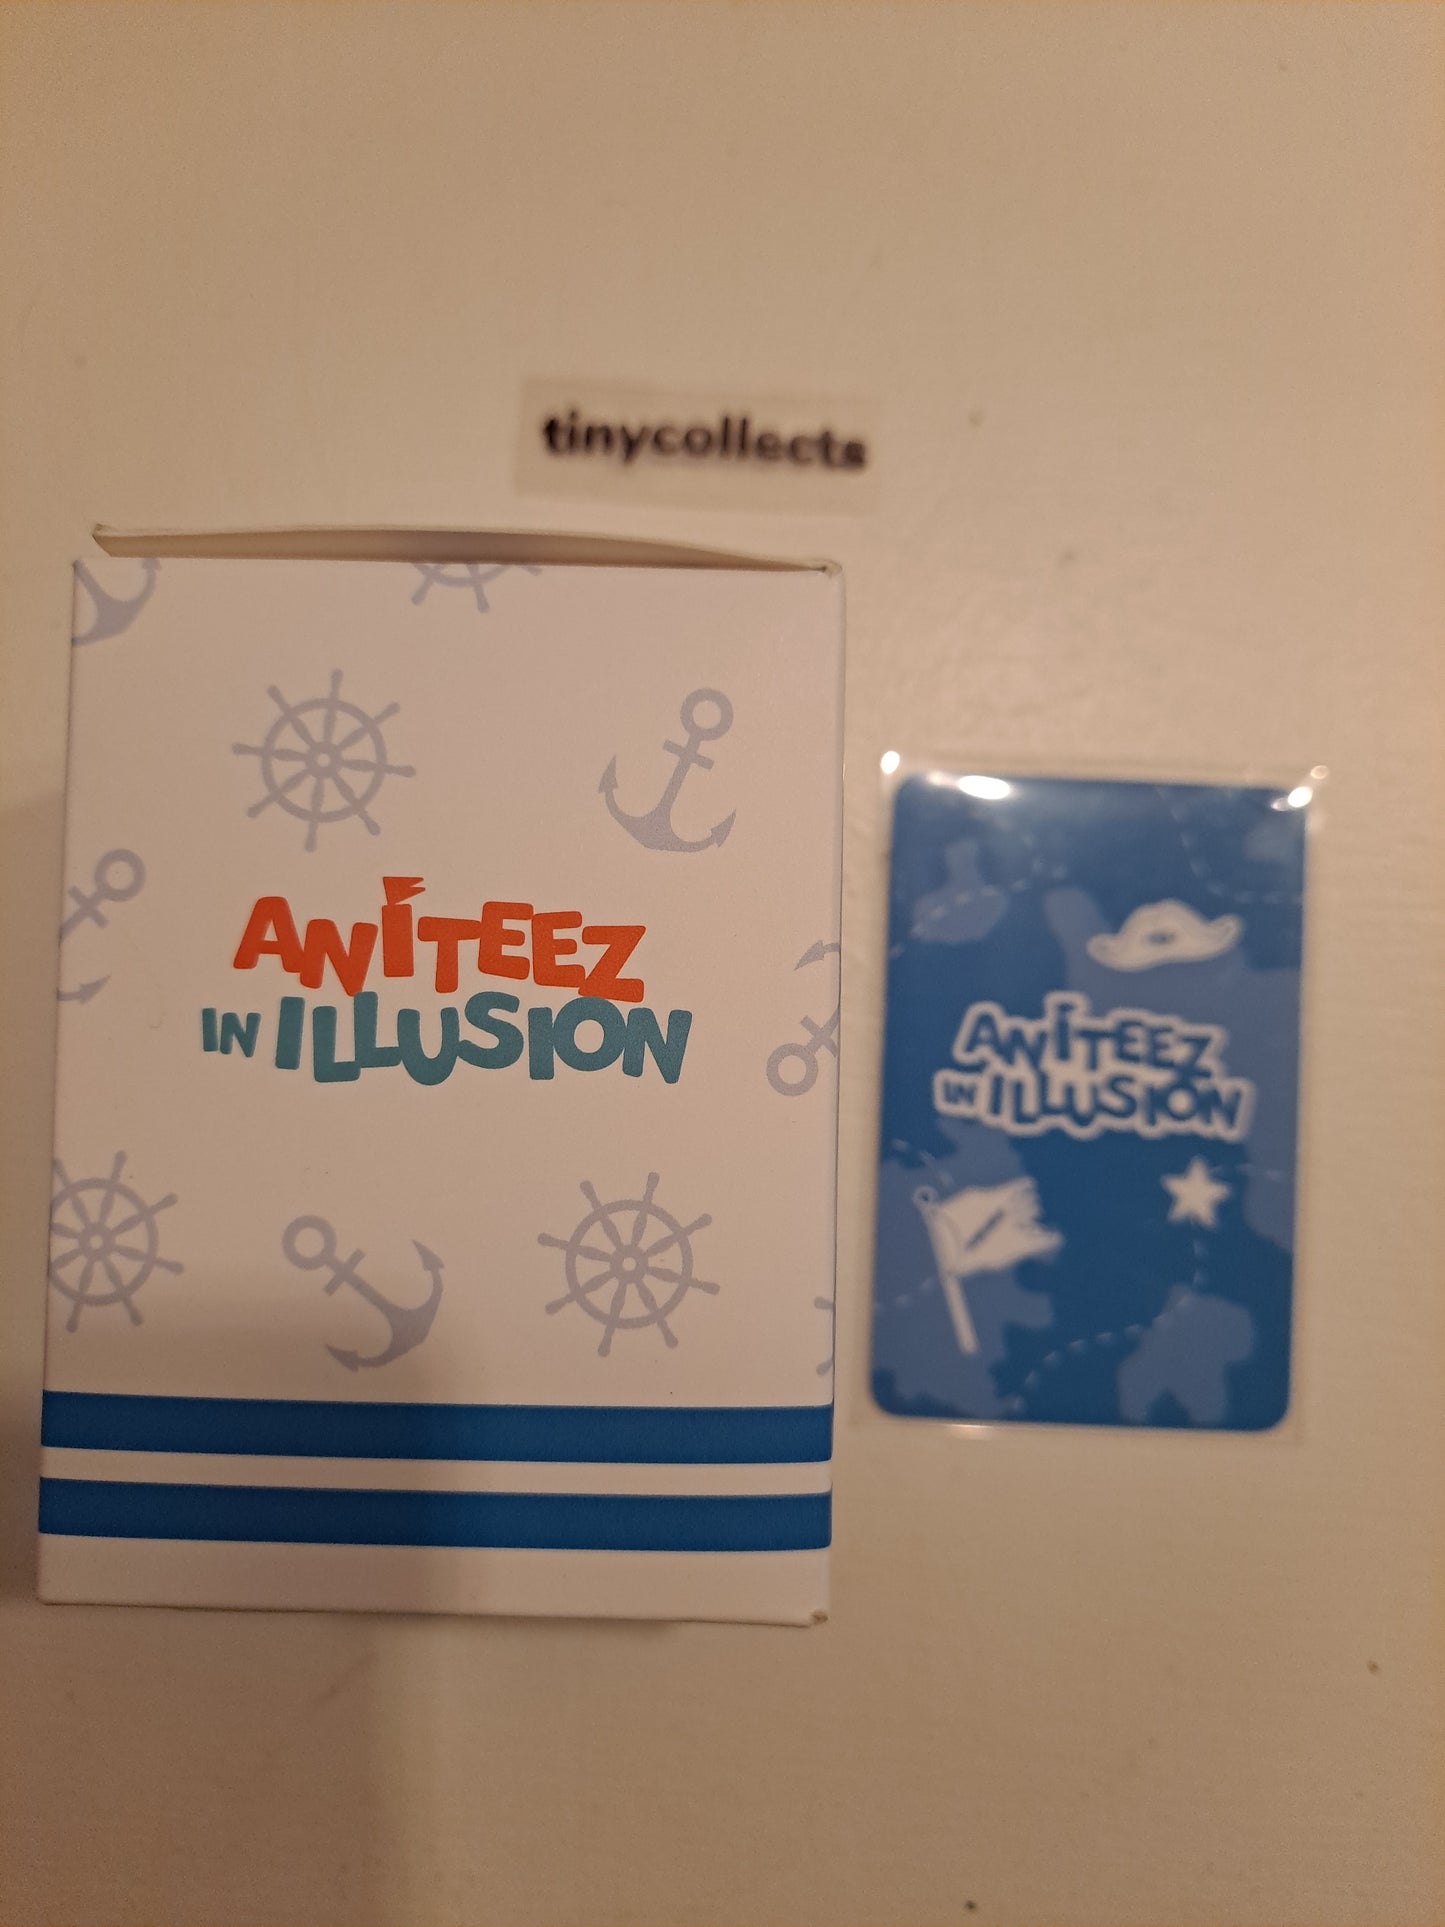 tinycollects
ANITEEZ
IN ILLUSION
ANITEEZ
IN ILLUSION